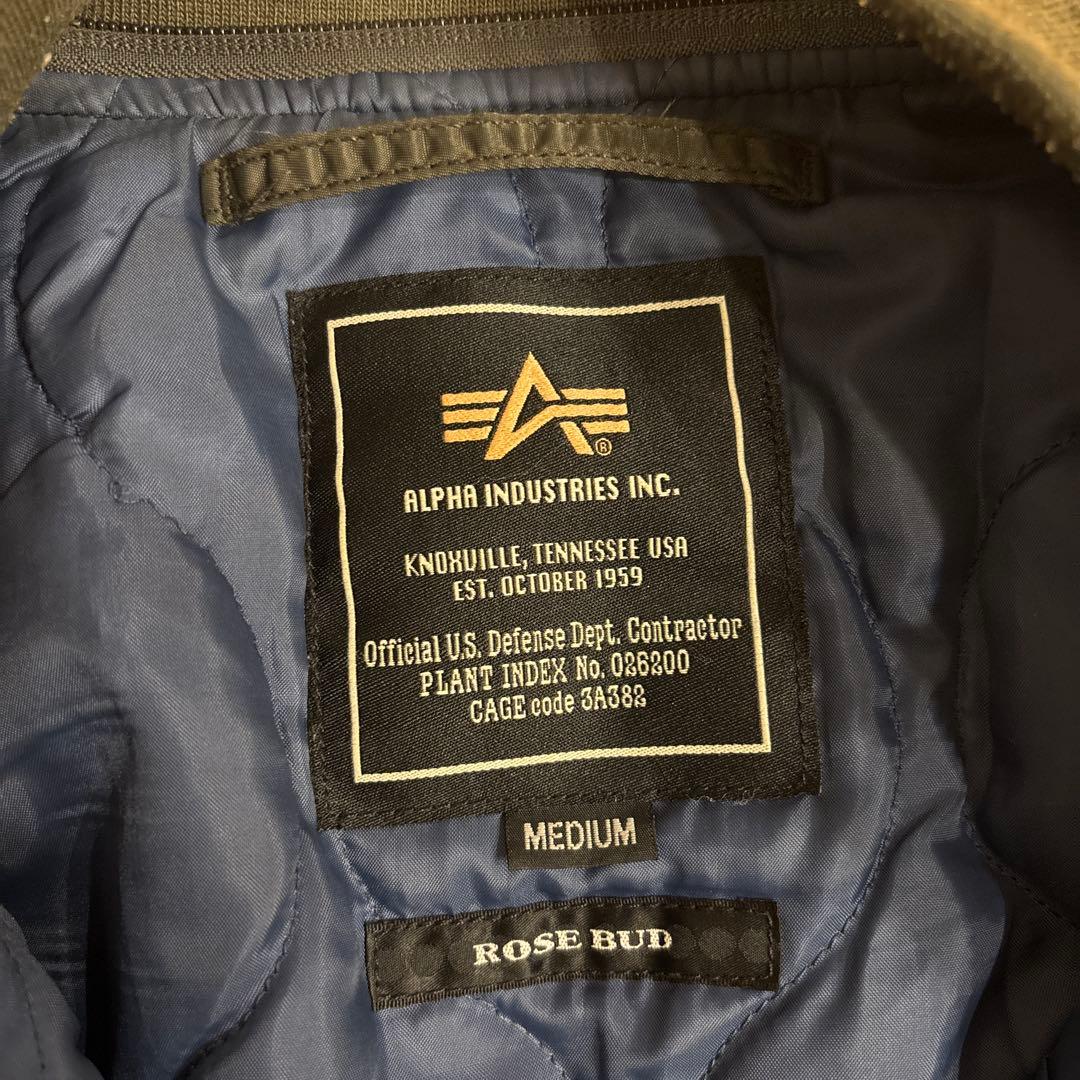 ®
ALPHA INDUSTRIES INC.
KNOXVILLE, TENNESSEE USA
EST. OCTOBER 1959
Official U.S. Defense Dept. Contractor
PLANT INDEX No. 026200
CAGE code 3A382
MEDIUM
ROSE BUD